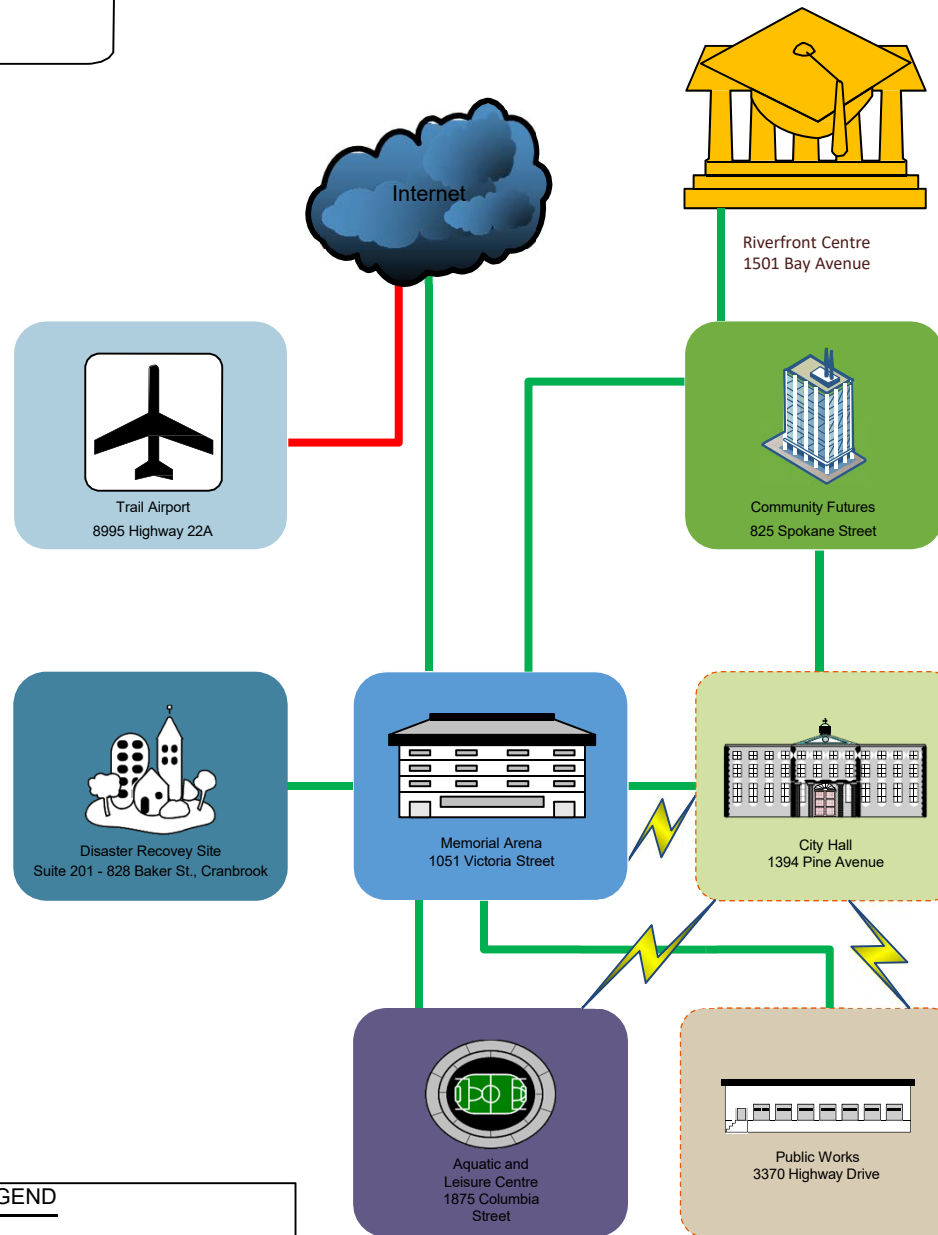 Internet
Riverfront Centre
1501 Bay Avenue
Trail Airport
8995 Highway 22A
Community Futures
825 Spokane Street
Disaster Recovey Site
Suite 201 - 828 Baker St., Cranbrook
Memorial Arena
1051 Victoria Street
City Hall
1394 Pine Avenue
Aquatic and
Leisure Centre
1875 Columbia
Street
Public Works
3370 Highway Drive
GEND